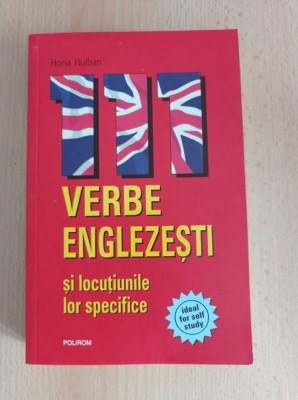 Horia Hulban
111
VERBE
ENGLEZEȘTI
și locuțiunile
lor specifice
ideal
for self
study
POLIROM